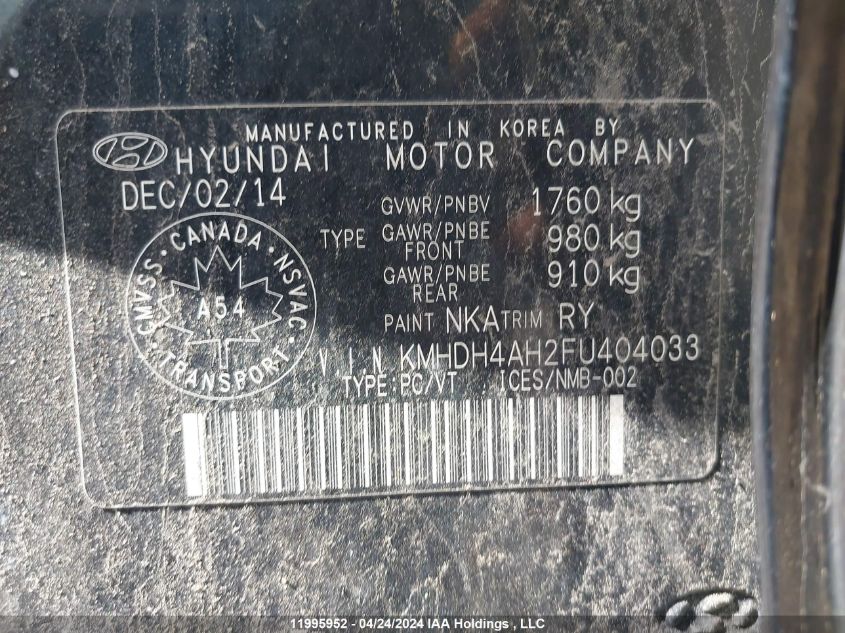 MANUFACTURED IN KOREA BY
HYUNDAI MOTOR COMPANY
DEC/02/14
GVWR/PNBV 1760 kg
TYPE GAWR/PNBE FRONT 980 kg
GAWR/PNBE REAR 910 kg
CMVSS · CANADA · NSVAC · TRANSPORT ·
A54
PAINT NKA TRIM RY
VIN KMHDH4AH2FU404033
TYPE:PC/VT ICES/NMB-002
11995952 - 04/24/2024 IAA Holdings , LLC